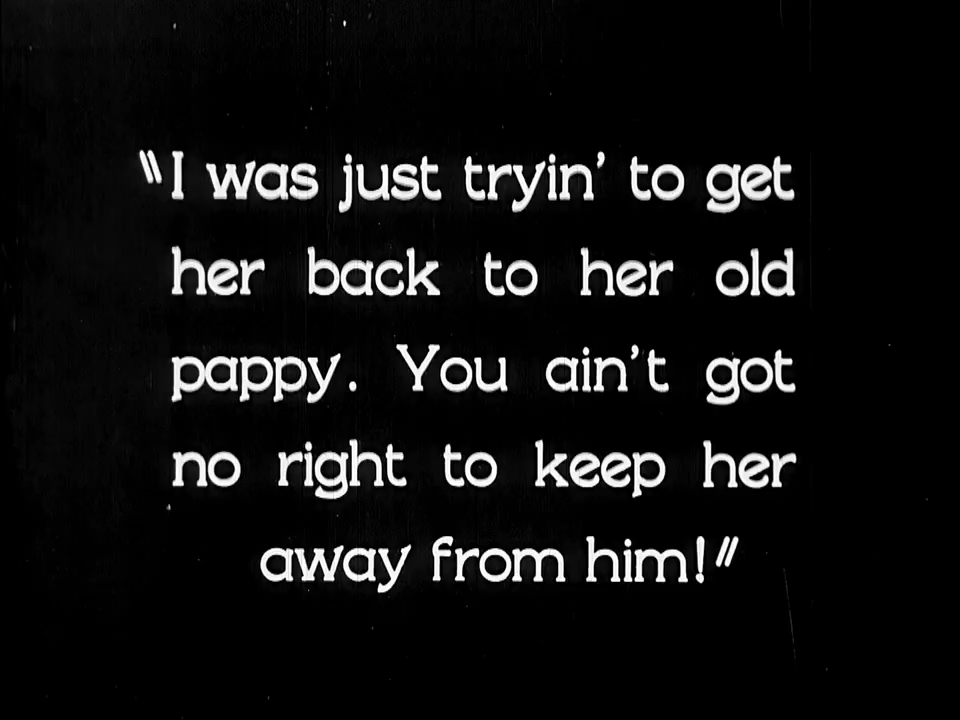 "I was just tryin' to get
her back to her old
pappy. You ain't got
no right to keep her
away from him!"